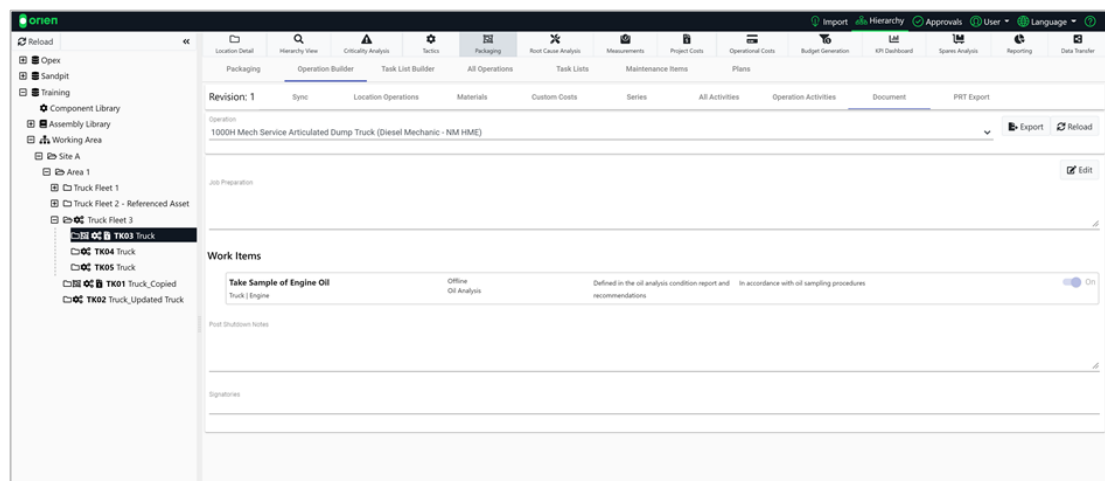 orien
Import Hierarchy Approvals User Language
Reload
Opex
Sandpit
Training
Component Library
Assembly Library
Working Area
Site A
Area 1
Truck Fleet 1
Truck Fleet 2 - Referenced Asset
Truck Fleet 3
TK03 Truck
TK04 Truck
TK05 Truck
TK01 Truck_Copied
TK02 Truck_Updated Truck
Location Detail Hierarchy View Criticality Analysis Tactics Packaging Root Cause Analysis Measurements Project Costs Operational Costs Budget Generation KPI Dashboard Spares Analysis Reporting Data Transfer
Packaging Operation Builder Task List Builder All Operations Task Lists Maintenance Items Plans
Revision: 1 Sync Location Operations Materials Custom Costs Series All Activities Operation Activities Document PRT Export
Operation
1000H Mech Service Articulated Dump Truck (Diesel Mechanic - NM HME)
Export Reload
Edit
Job Preparation
Work Items
Take Sample of Engine Oil
Truck | Engine
Offline
Oil Analysis
Defined in the oil analysis condition report and
recommendations
In accordance with oil sampling procedures
On
Post Shutdown Notes
Signatories